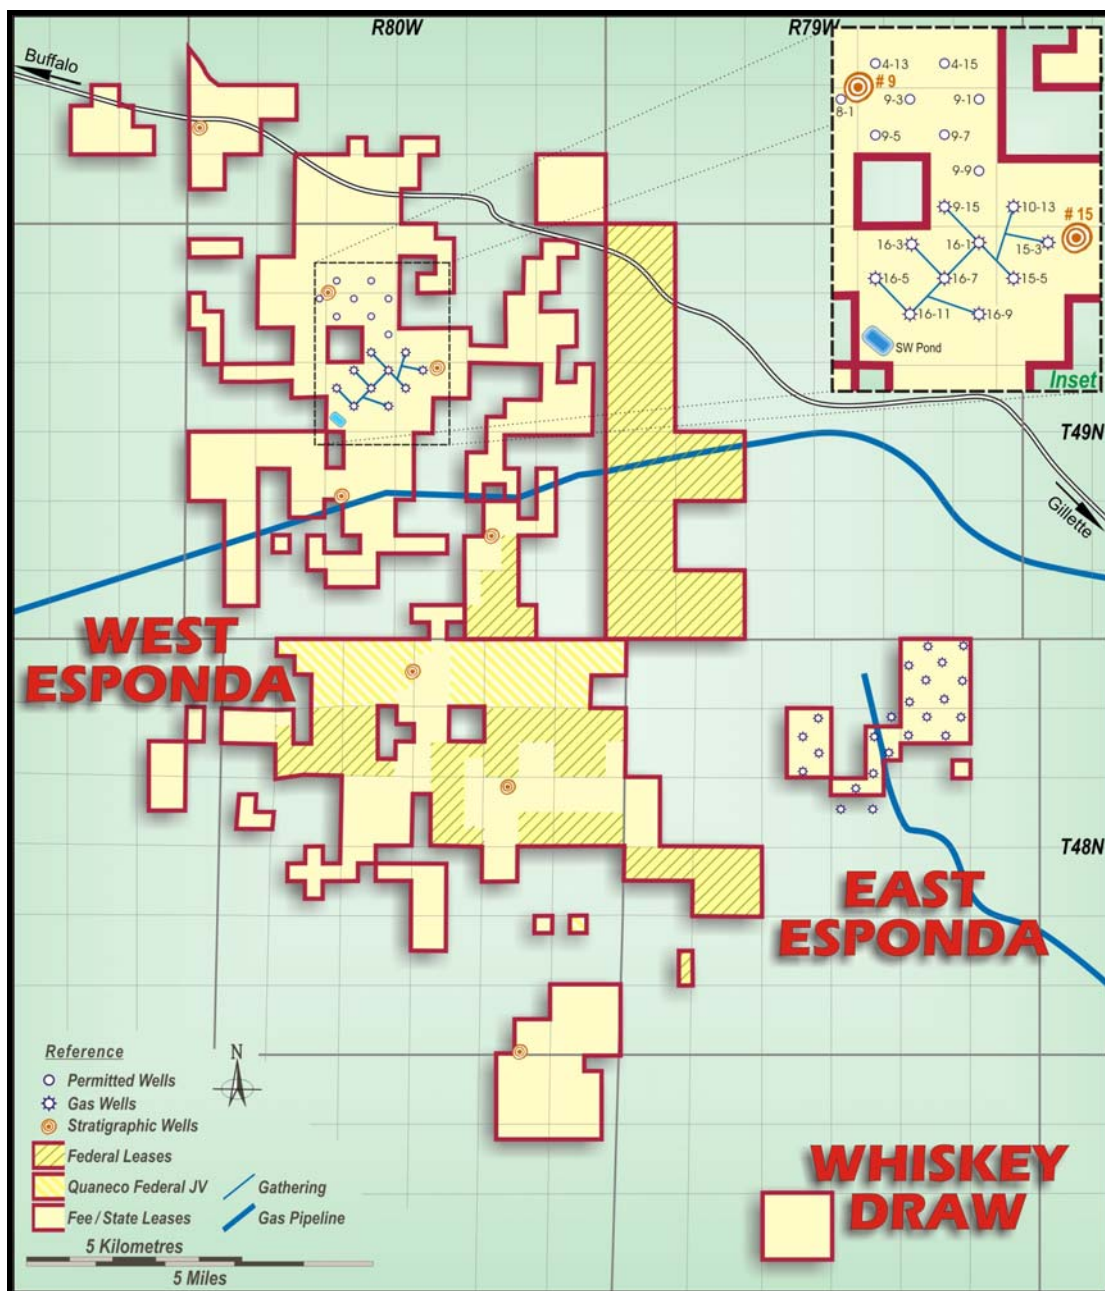 R80W
R79W
Buffalo
4-13
4-15
# 9
8-1
9-3
9-1
9-5
9-7
9-9
9-15
10-13
# 15
16-3
16-1
15-3
16-5
16-7
15-5
16-11
16-9
SW Pond
Inset
T49N
Gillette
WEST
ESPONDA
T48N
EAST
ESPONDA
Reference
N
Permitted Wells
Gas Wells
Stratigraphic Wells
Federal Leases
Quaneco Federal JV
Gathering
Fee / State Leases
Gas Pipeline
5 Kilometres
5 Miles
WHISKEY
DRAW